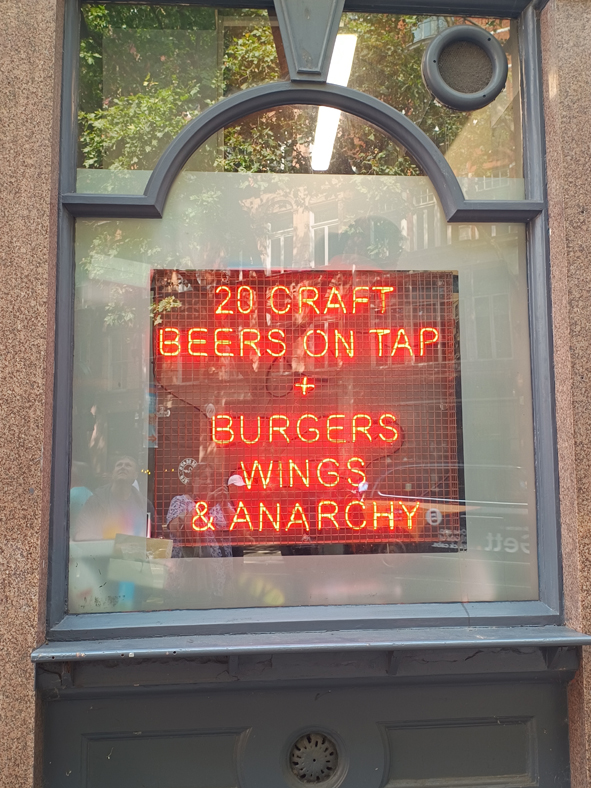 20 CRAFT
BEERS ON TAP
+
BURGERS
WINGS
& ANARCHY